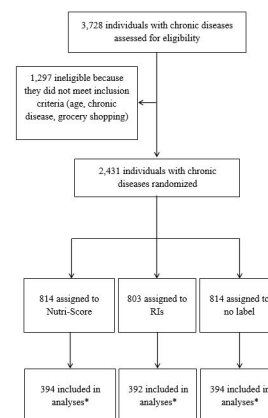 3,728 individuals with chronic diseases
assessed for eligibility
1,297 ineligible because
they did not meet inclusion
criteria (age, chronic
disease, grocery shopping)
2,431 individuals with chronic
diseases randomized
814 assigned to
Nutri-Score
803 assigned to
RIs
814 assigned to
no label
394 included in
analyses*
392 included in
analyses*
394 included in
analyses*